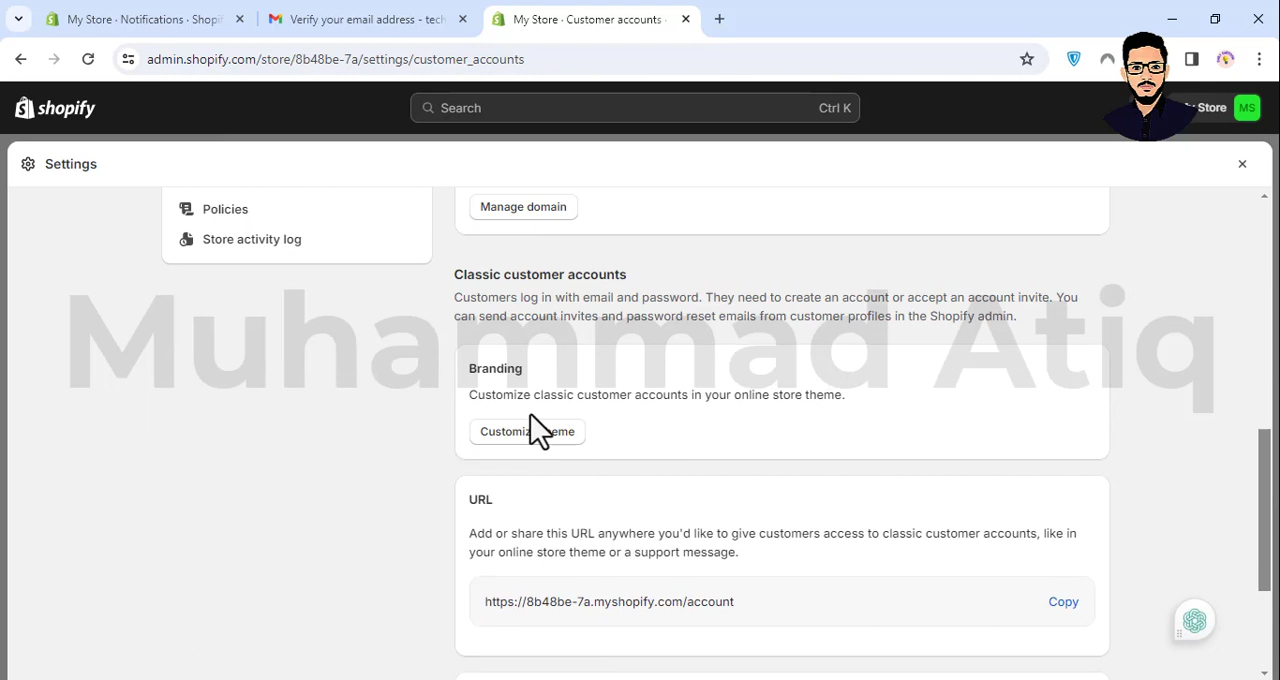 My Store · Notifications · Shopif
Verify your email address - tech
My Store · Customer accounts ·
admin.shopify.com/store/8b48be-7a/settings/customer_accounts
shopify
Search
Ctrl K
Store
MS
Settings
Policies
Store activity log
Manage domain
Classic customer accounts
Customers log in with email and password. They need to create an account or accept an account invite. You
can send account invites and password reset emails from customer profiles in the Shopify admin.
Muhammad Atiq
Branding
Customize classic customer accounts in your online store theme.
Customize theme
URL
Add or share this URL anywhere you'd like to give customers access to classic customer accounts, like in
your online store theme or a support message.
https://8b48be-7a.myshopify.com/account
Copy